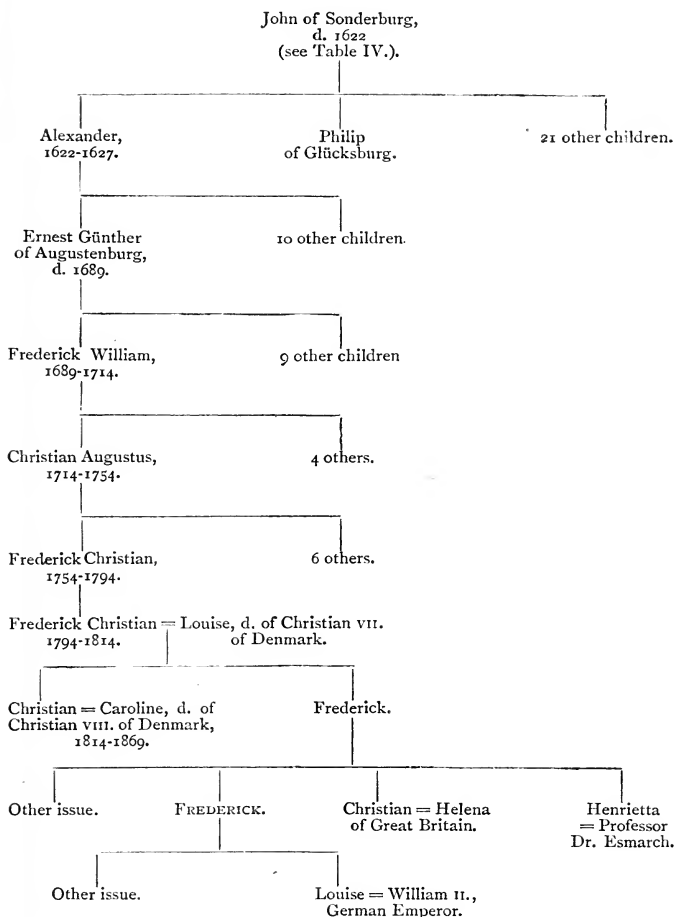 John of Sonderburg,
d. 1622
(see Table IV.).
Alexander,
1622-1627.
Philip
of Glücksburg.
21 other children.
Ernest Günther
of Augustenburg,
d. 1689.
10 other children.
Frederick William,
1689-1714.
9 other children
Christian Augustus,
1714-1754.
4 others.
Frederick Christian,
1754-1794.
6 others.
Frederick Christian = Louise, d. of Christian VII.
1794-1814. of Denmark.
Christian = Caroline, d. of
Christian VIII. of Denmark,
1814-1869.
Frederick.
Other issue.
FREDERICK.
Christian = Helena
of Great Britain.
Henrietta
= Professor
Dr. Esmarch.
Other issue.
Louise = William II.,
German Emperor.